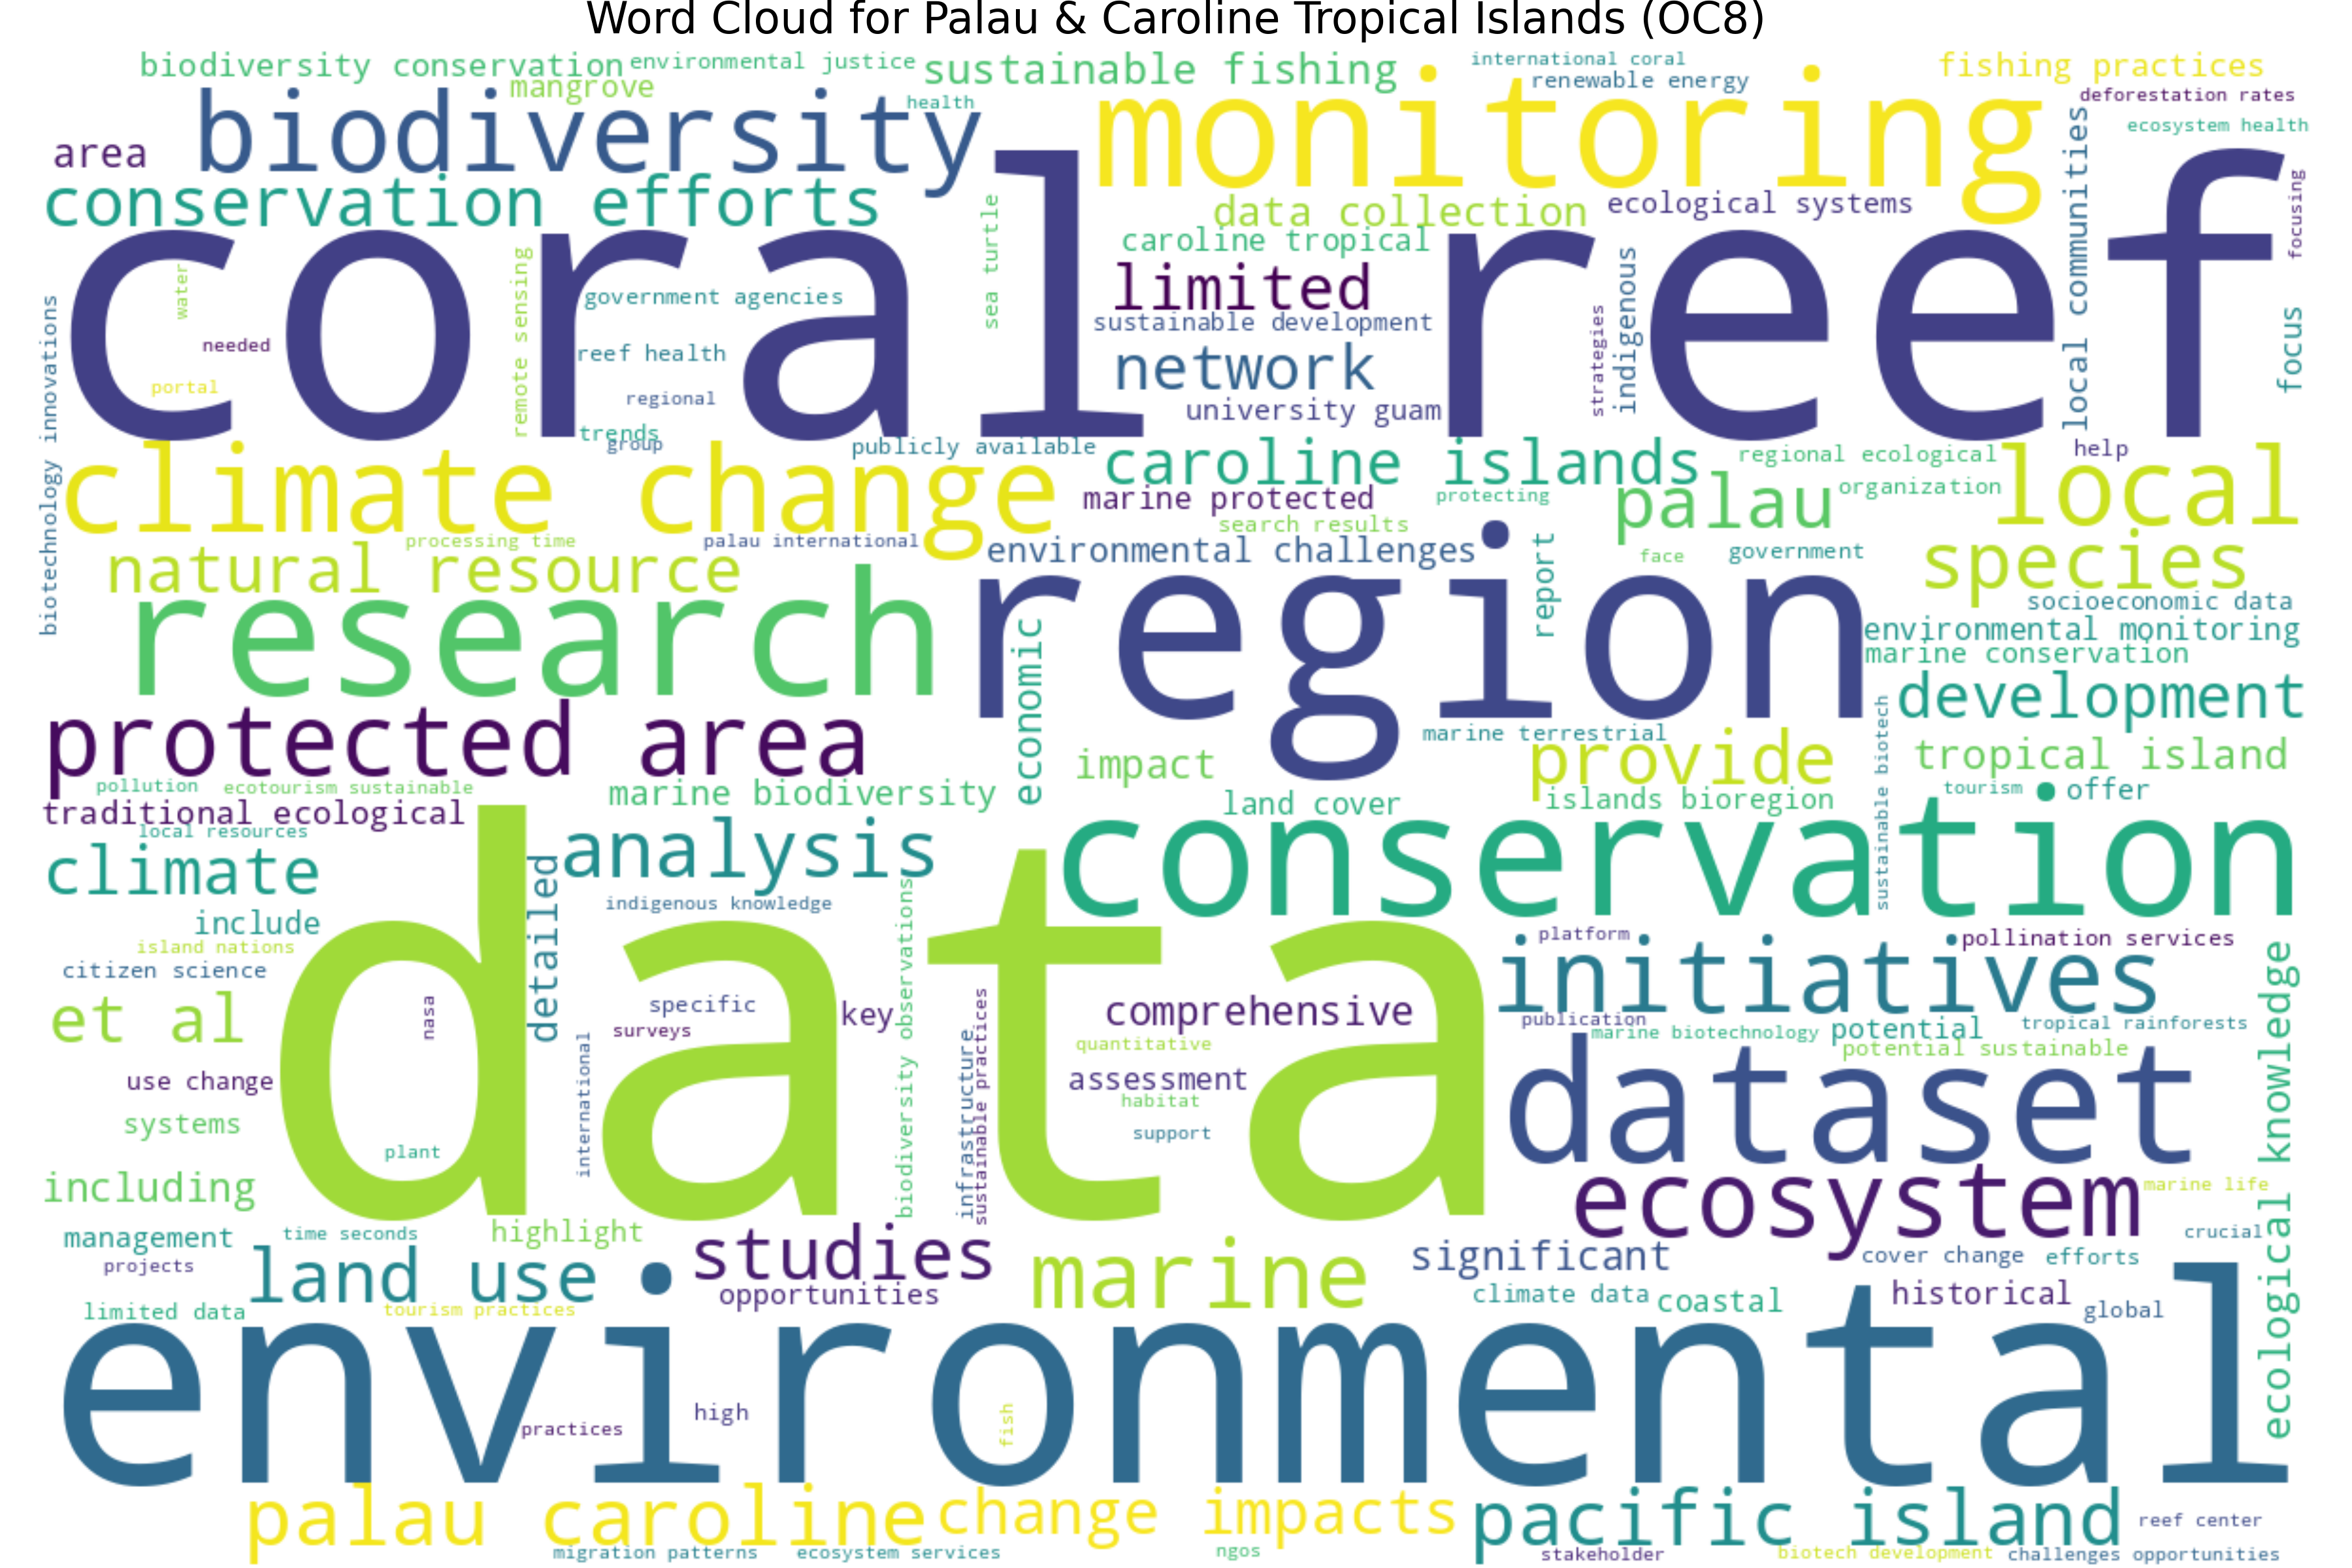 Word Cloud for Palau & Caroline Tropical Islands (OC8)
biodiversity conservation
environmental justice
sustainable fishing
international coral
fishing practices
mangrove
renewable energy
deforestation rates
health
biodiversity
monitoring
ecosystem health
area
conservation efforts
data collection
ecological systems
local communities
focusing
sea turtle
caroline tropical
coral reef
limited
indigenous
water
remote sensing
government agencies
sustainable development
strategies
focus
needed
reef health
network
portal
regional
university guam
biotechnology innovations
trends
group
publicly available
caroline islands
regional ecological
help
local
climate change
marine protected
protecting
palau
organization
search results
processing time
palau international
environmental challenges
report
face
government
species
natural resource
research
region
socioeconomic data
environmental monitoring
marine conservation
economic
development
protected area
marine terrestrial
provide
tropical island
impact
sustainable biotech
pollution
ecotourism sustainable
marine biodiversity
land cover
islands bioregion
tourism
offer
traditional ecological
local resources
analysis
conservation
climate
detailed
indigenous knowledge
biodiversity observations
include
island nations
platform
pollination services
citizen science
initiatives
data
et al
nasa
specific
surveys
key
comprehensive
publication
marine biotechnology
potential
tropical rainforests
quantitative
potential sustainable
ecological knowledge
use change
international
infrastructure
sustainable practices
assessment
habitat
dataset
systems
support
plant
including
ecosystem
marine life
management
time seconds
highlight
studies
marine
significant
cover change
efforts
crucial
projects
land use
opportunities
climate data
coastal
historical
global
limited data
tourism practices
environmental
practices
high
fish
palau caroline
change impacts
pacific island
reef center
migration patterns
ecosystem services
ngos
stakeholder
biotech development
challenges opportunities